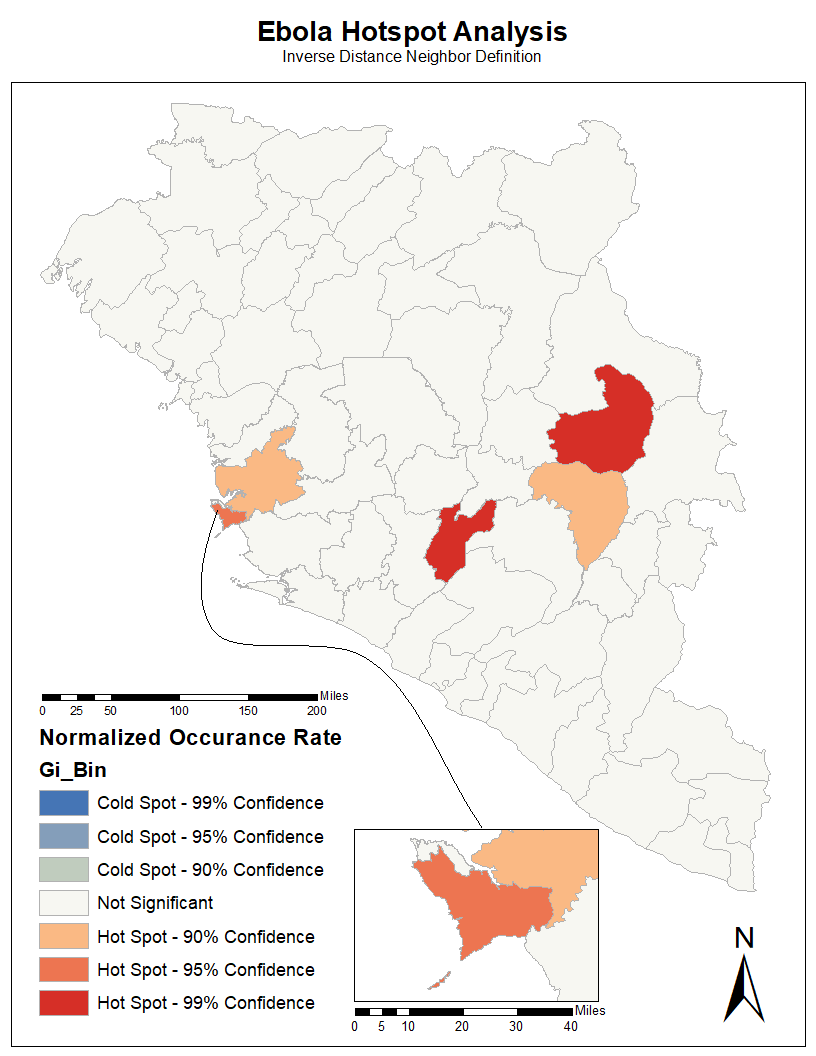 Ebola Hotspot Analysis
Inverse Distance Neighbor Definition
Miles
0 25 50 100 150 200
Normalized Occurance Rate
Gi_Bin
Cold Spot - 99% Confidence
Cold Spot - 95% Confidence
Cold Spot - 90% Confidence
Not Significant
Hot Spot - 90% Confidence
Hot Spot - 95% Confidence
Hot Spot - 99% Confidence
N
Miles
0 5 10 20 30 40